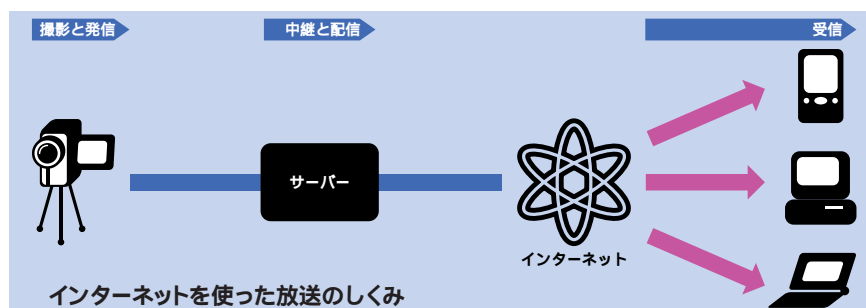 撮影と発信
中継と配信
受信
サーバー
インターネット
インターネットを使った放送のしくみ